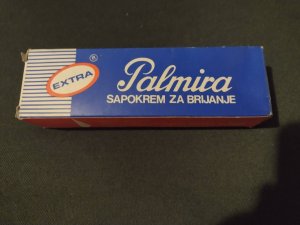 EXTRA
®
Palmira
SAPOKREM ZA BRIJANJE